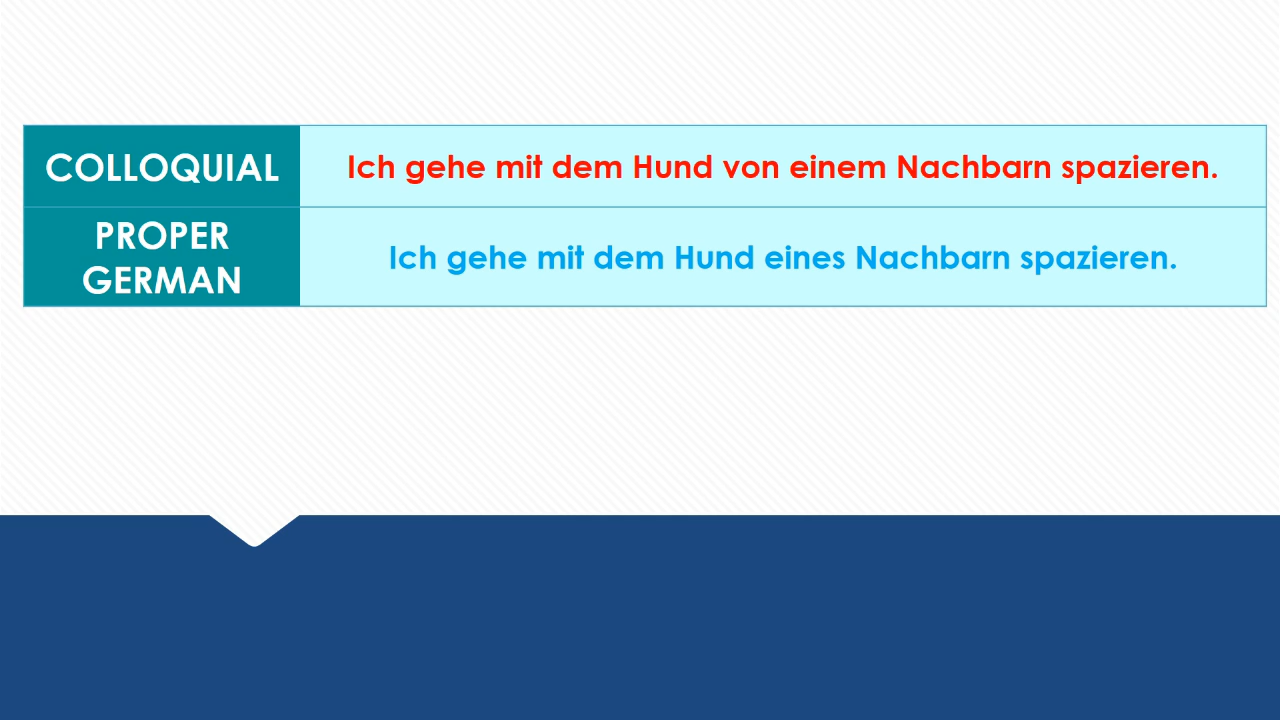 COLLOQUIAL
Ich gehe mit dem Hund von einem Nachbarn spazieren.
PROPER
GERMAN
Ich gehe mit dem Hund eines Nachbarn spazieren.